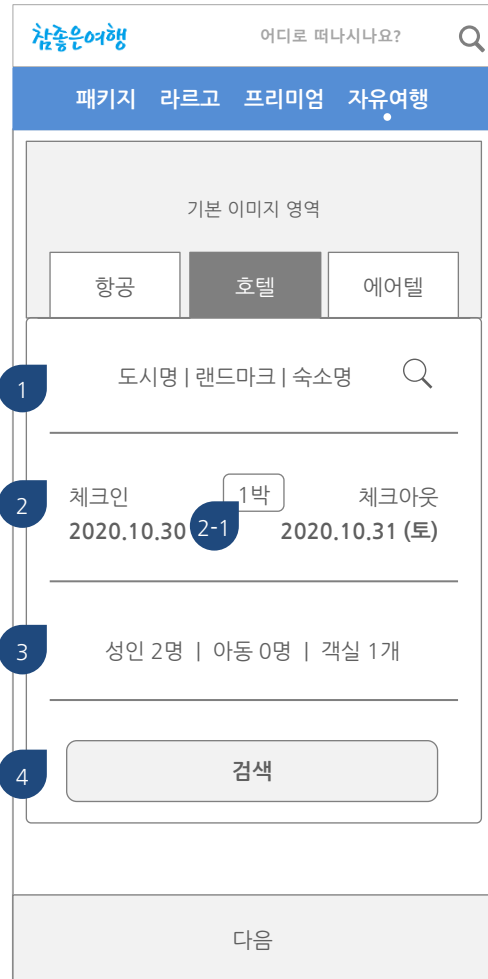 참좋은여행 어디로 떠나시나요?
패키지 라르고 프리미엄 자유여행
기본 이미지 영역
항공 호텔 에어텔
1 도시명 | 랜드마크 | 숙소명
2 체크인 1박 체크아웃
2020.10.30 2-1 2020.10.31 (토)
3 성인 2명 | 아동 0명 | 객실 1개
4 검색
다음